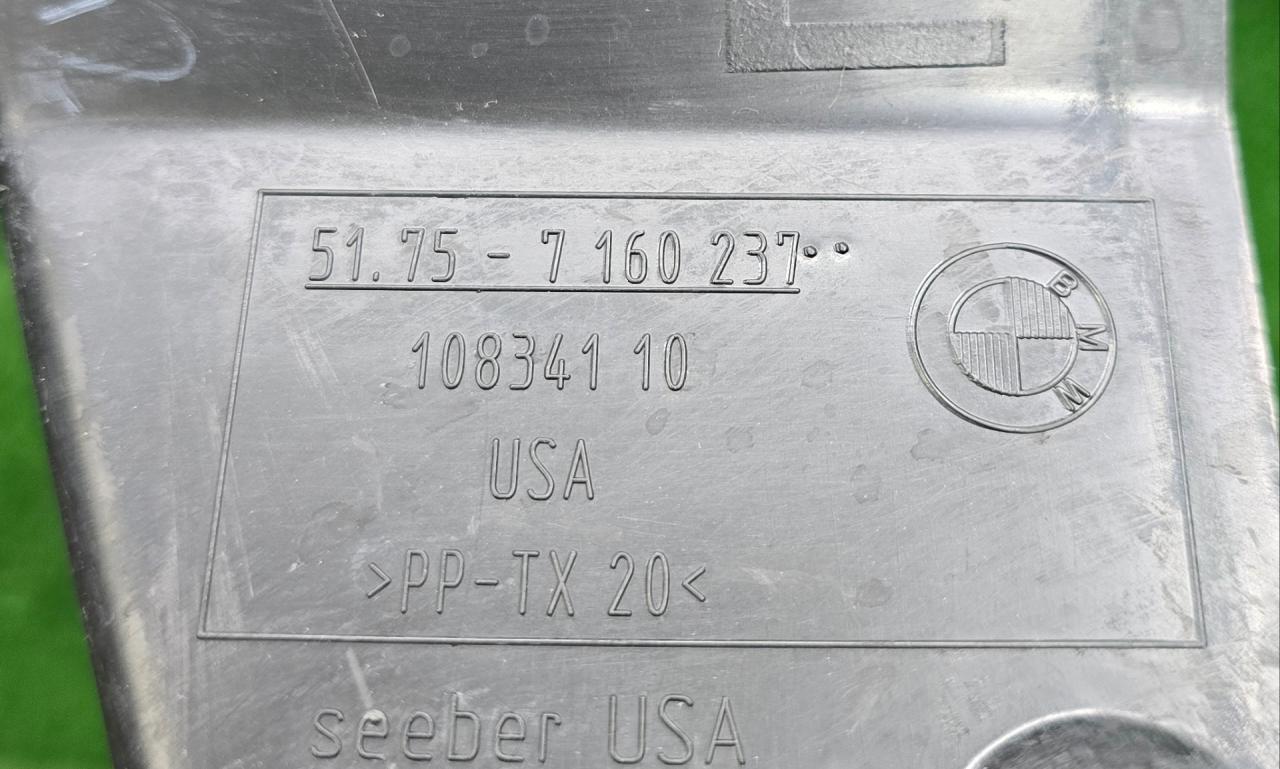 L
51.75 - 7 160 237··
BMW
108341 10
USA
>PP-TX 20<
seeber USA